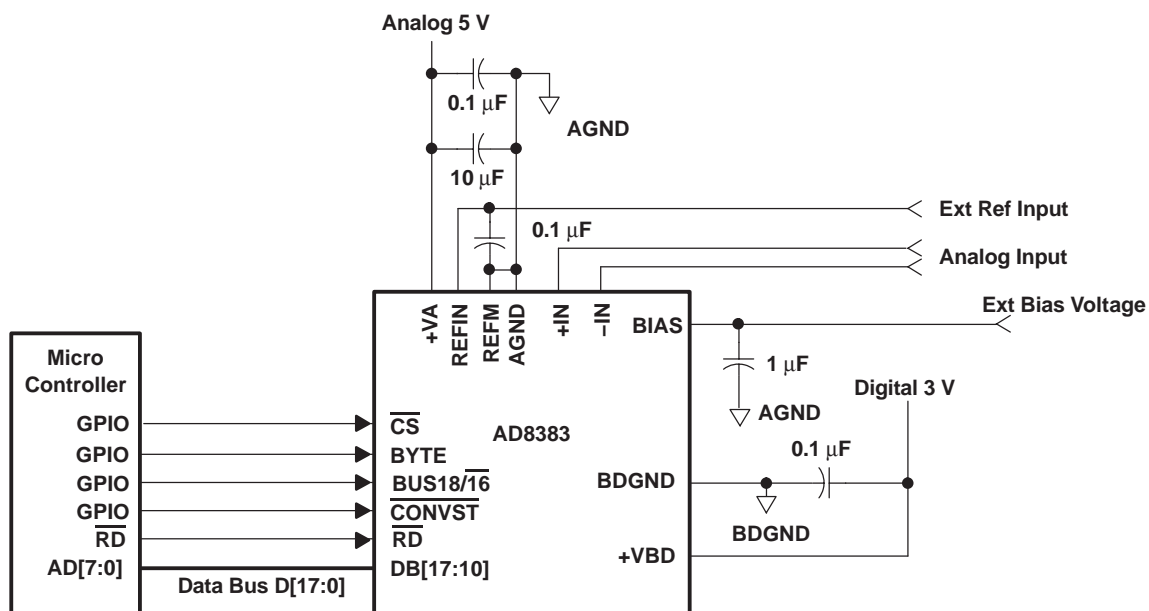 Analog 5 V
0.1 µF
AGND
10 µF
Ext Ref Input
0.1 µF
Analog Input
+VA
REFIN
REFM
AGND
+IN
–IN
BIAS
Ext Bias Voltage
1 µF
AGND
Digital 3 V
Micro
Controller
GPIO
CS
GPIO
BYTE
GPIO
BUS18/16
GPIO
CONVST
RD
RD
AD[7:0]
Data Bus D[17:0]
DB[17:10]
AD8383
0.1 µF
BDGND
BDGND
+VBD